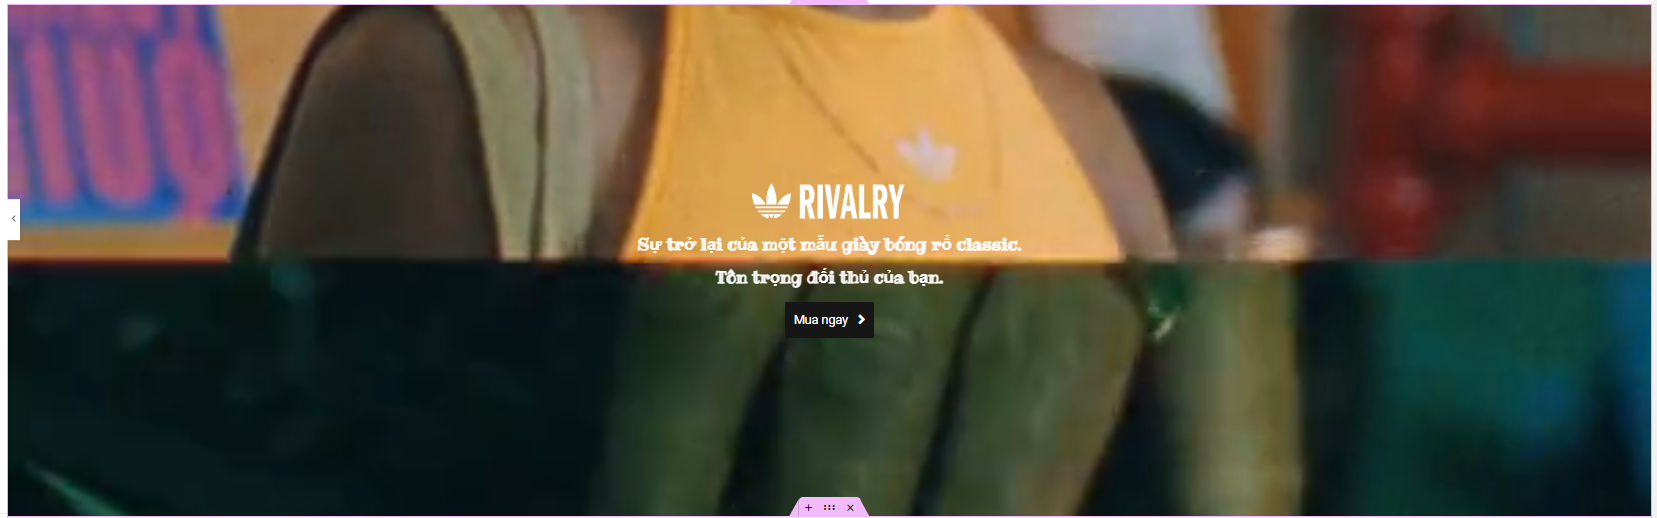 RIVALRY
Sự trở lại của một mẫu giày bóng rổ classic.
Tôn trọng đối thủ của bạn.
Mua ngay